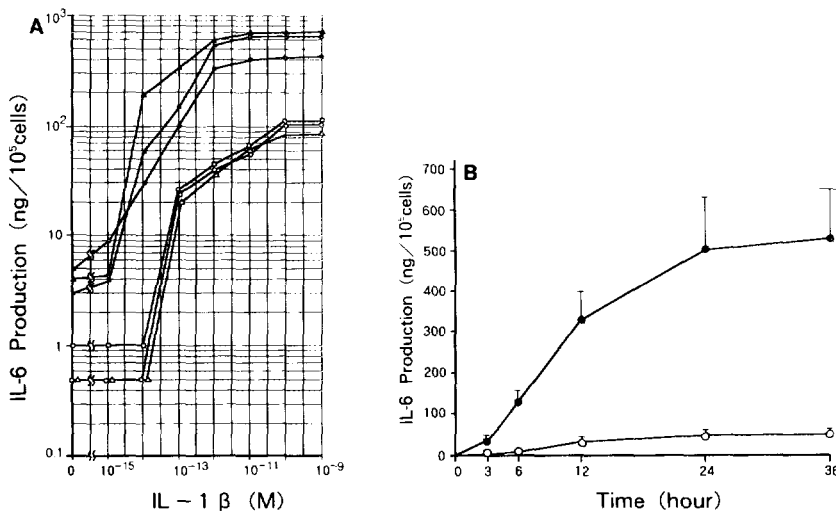 A
IL-6 Production (ng/10⁵cells)
10³
10²
10
1
0.1
0 10⁻¹⁵ 10⁻¹³ 10⁻¹¹ 10⁻⁹
IL-1 β (M)
B
IL-6 Production (ng/10⁵cells)
700
600
500
400
300
200
100
0
0 3 6 12 24 36
Time (hour)